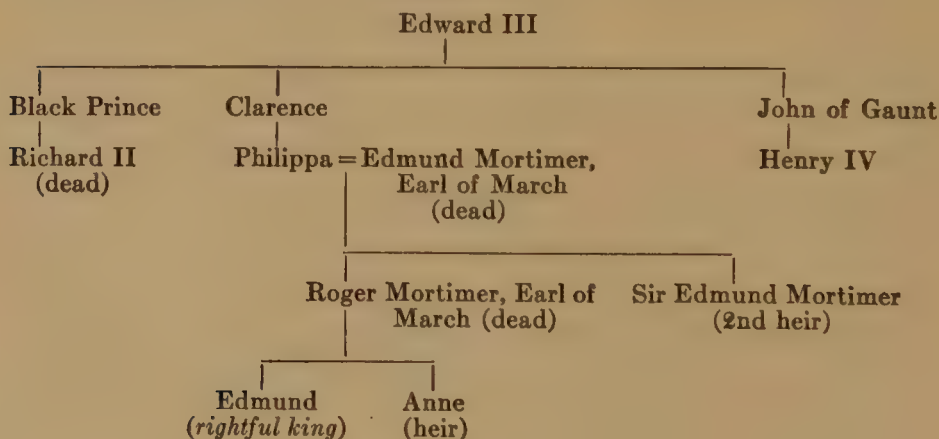 Edward III
Black Prince Clarence John of Gaunt
Richard II Philippa = Edmund Mortimer, Henry IV
(dead) Earl of March
(dead)
Roger Mortimer, Earl of Sir Edmund Mortimer
March (dead) (2nd heir)
Edmund Anne
(rightful king) (heir)